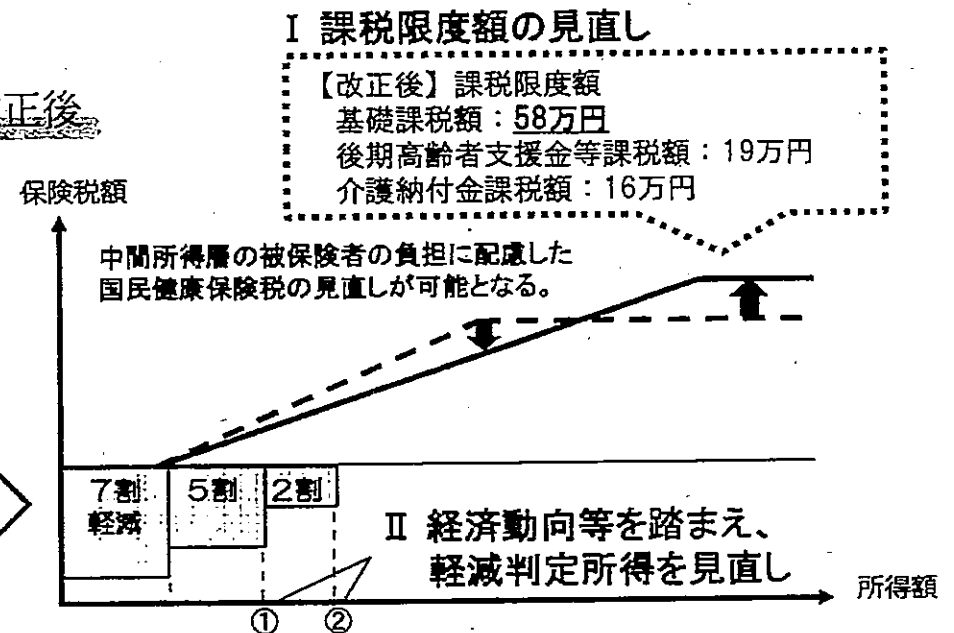 Ⅰ 課税限度額の見直し
【改正後】課税限度額
基礎課税額：58万円
後期高齢者支援金等課税額：19万円
介護納付金課税額：16万円
正後
保険税額
中間所得層の被保険者の負担に配慮した
国民健康保険税の見直しが可能となる。
7割
軽減
5割
2割
Ⅱ 経済動向等を踏まえ、
軽減判定所得を見直し
所得額
①
②